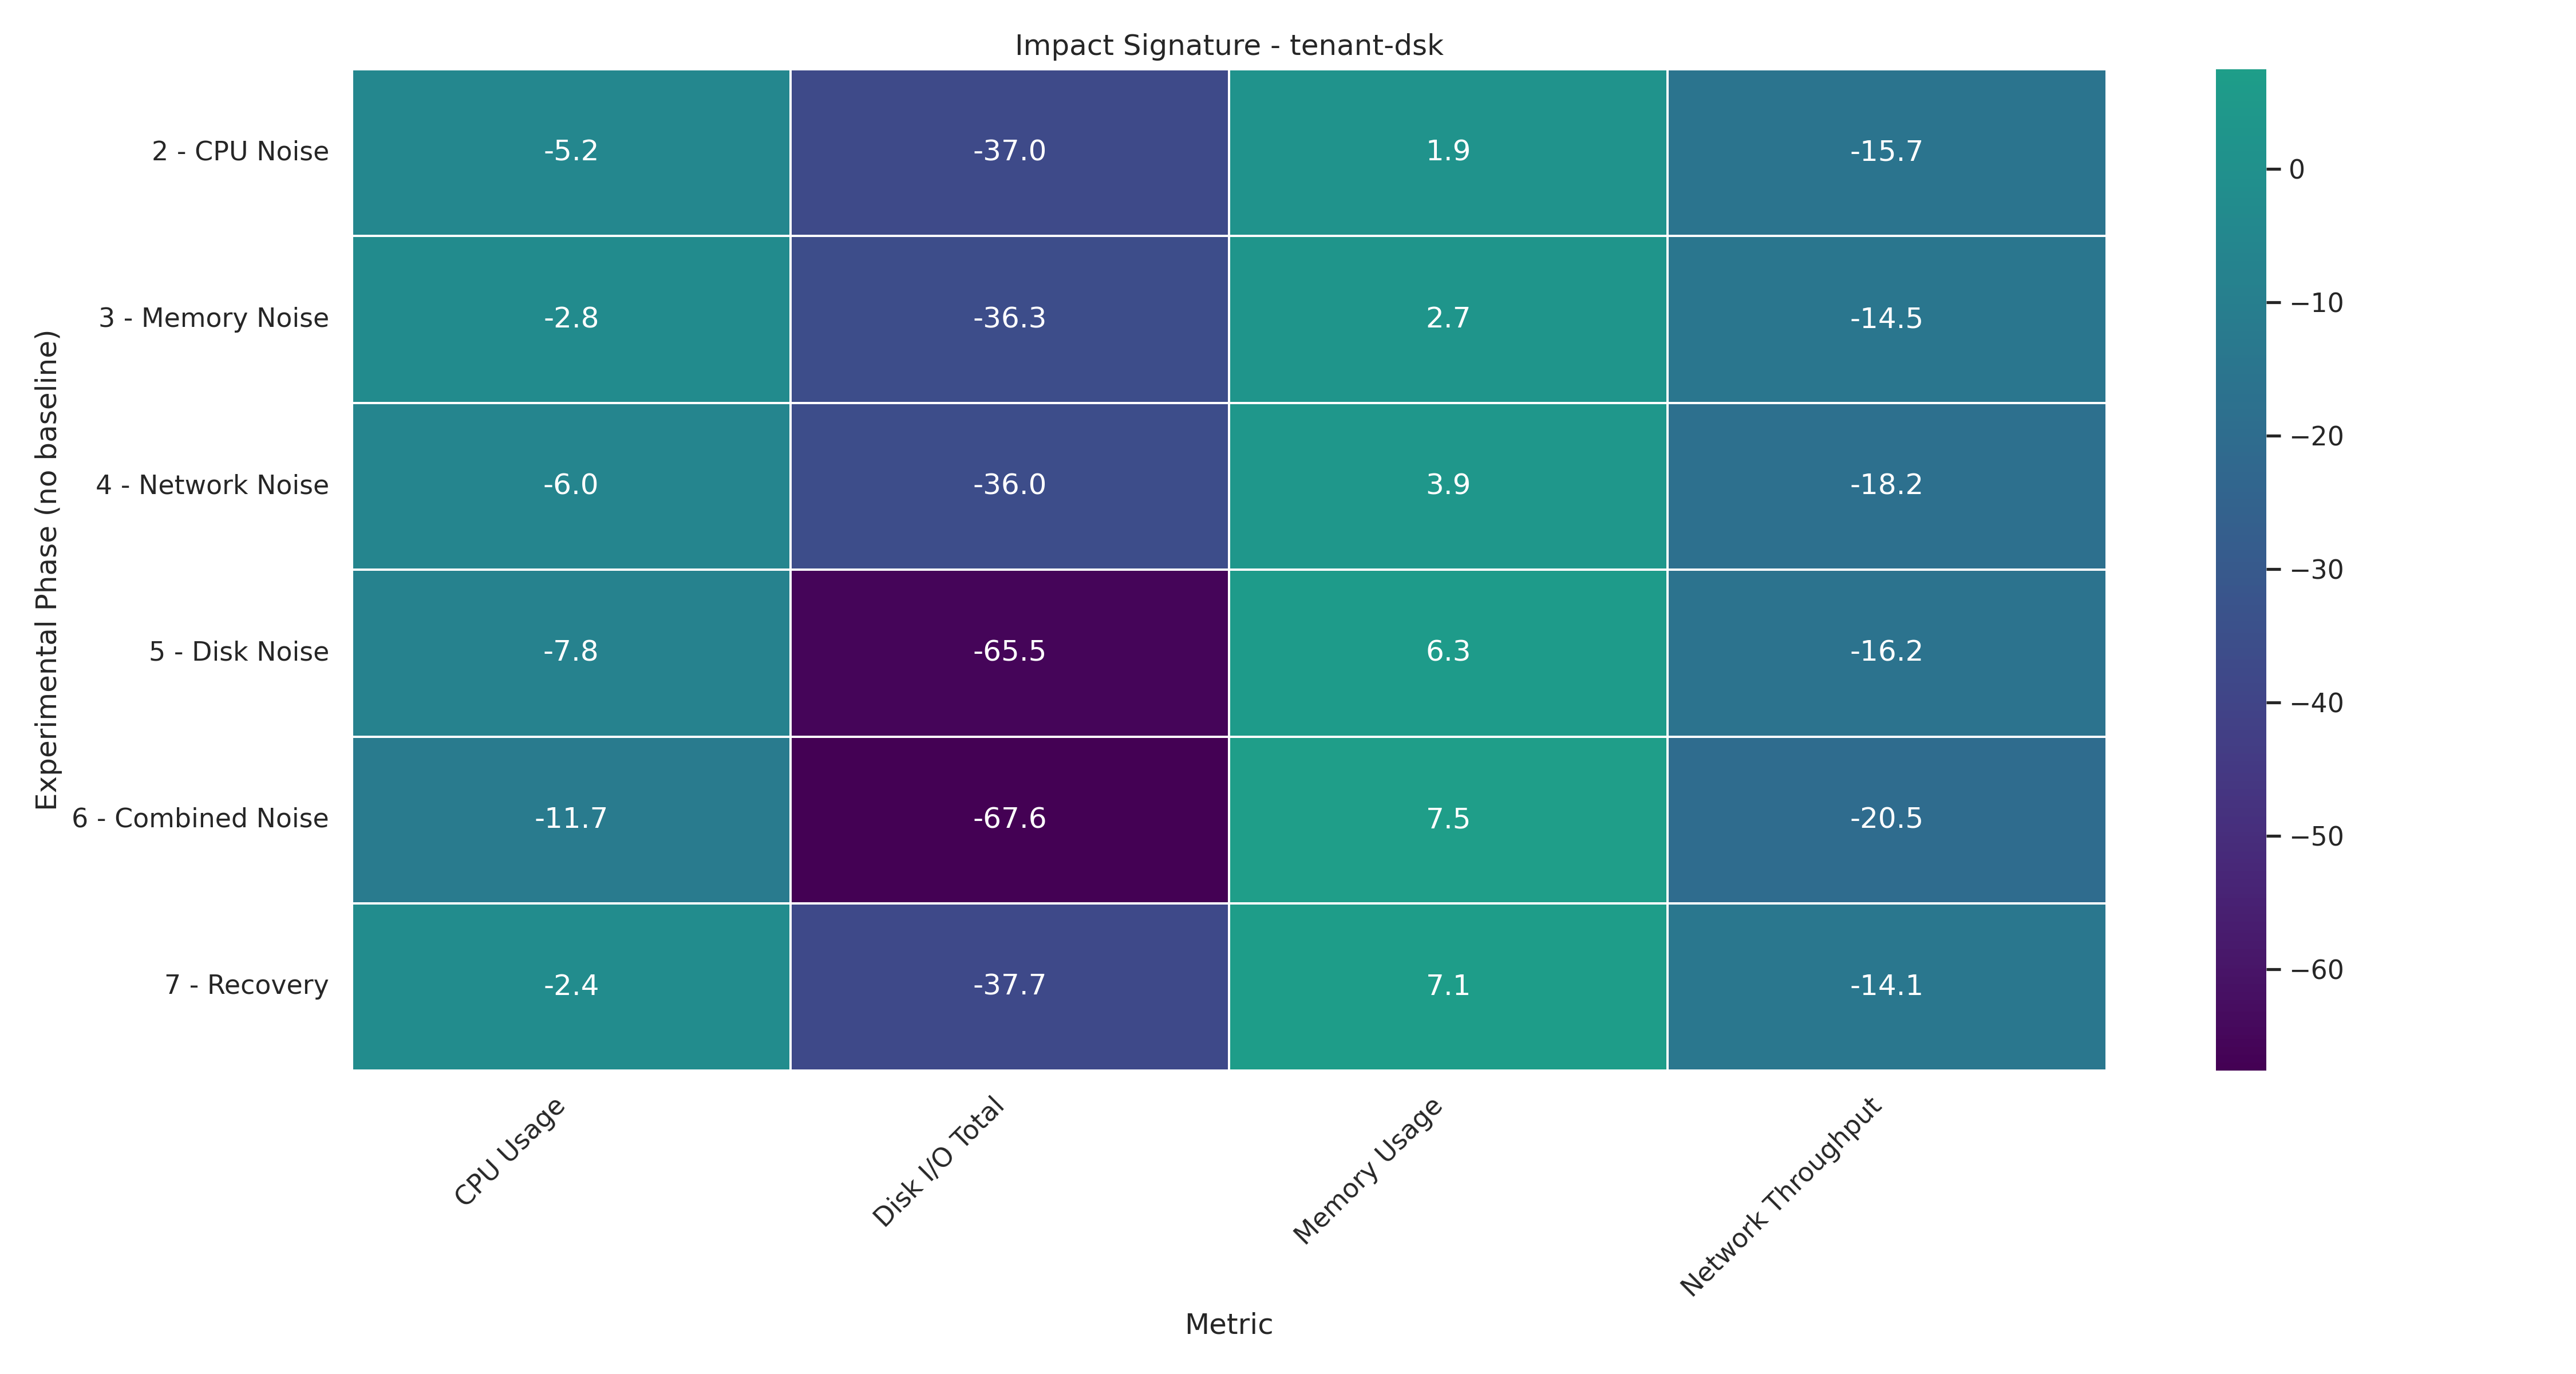 Impact Signature - tenant-dsk
Experimental Phase (no baseline)
2 - CPU Noise -5.2 -37.0 1.9 -15.7
3 - Memory Noise -2.8 -36.3 2.7 -14.5
4 - Network Noise -6.0 -36.0 3.9 -18.2
5 - Disk Noise -7.8 -65.5 6.3 -16.2
6 - Combined Noise -11.7 -67.6 7.5 -20.5
7 - Recovery -2.4 -37.7 7.1 -14.1
CPU Usage
Disk I/O Total
Memory Usage
Network Throughput
Metric
0
−10
−20
−30
−40
−50
−60